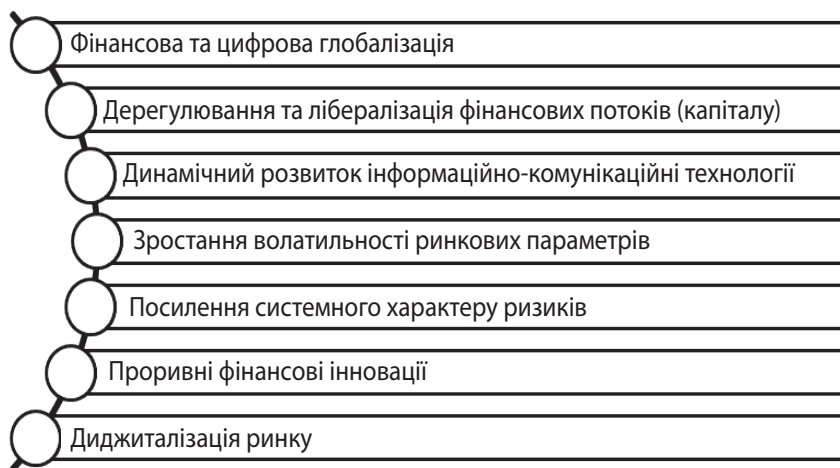 Фінансова та цифрова глобалізація
Дерегулювання та лібералізація фінансових потоків (капіталу)
Динамічний розвиток інформаційно-комунікаційні технології
Зростання волатильності ринкових параметрів
Посилення системного характеру ризиків
Проривні фінансові інновації
Диджиталізація ринку